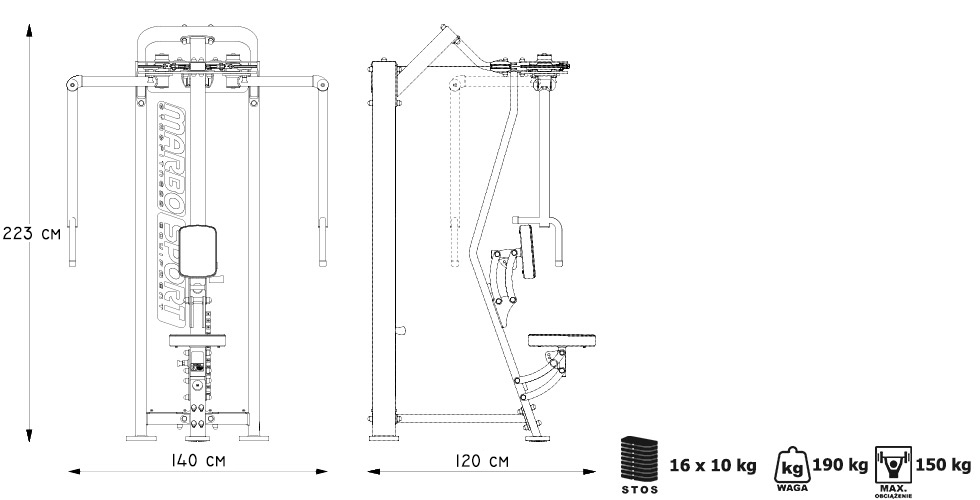 MARBO SPORT
223 CM
140 CM
120 CM
STOS
16 x 10 kg
kg
WAGA
190 kg
MAX.
OBCIĄŻENIE
150 kg